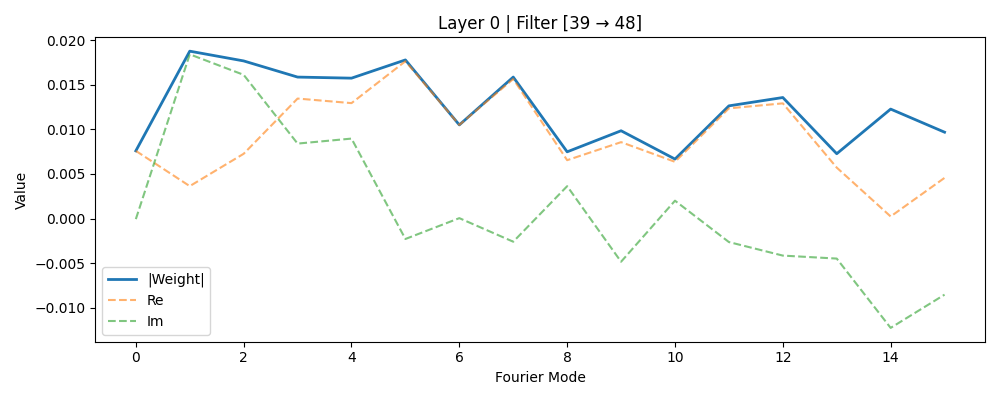 Layer 0 | Filter [39 → 48]
0.020
0.015
0.010
0.005
0.000
−0.005
−0.010
Value
|Weight|
Re
Im
0 2 4 6 8 10 12 14
Fourier Mode